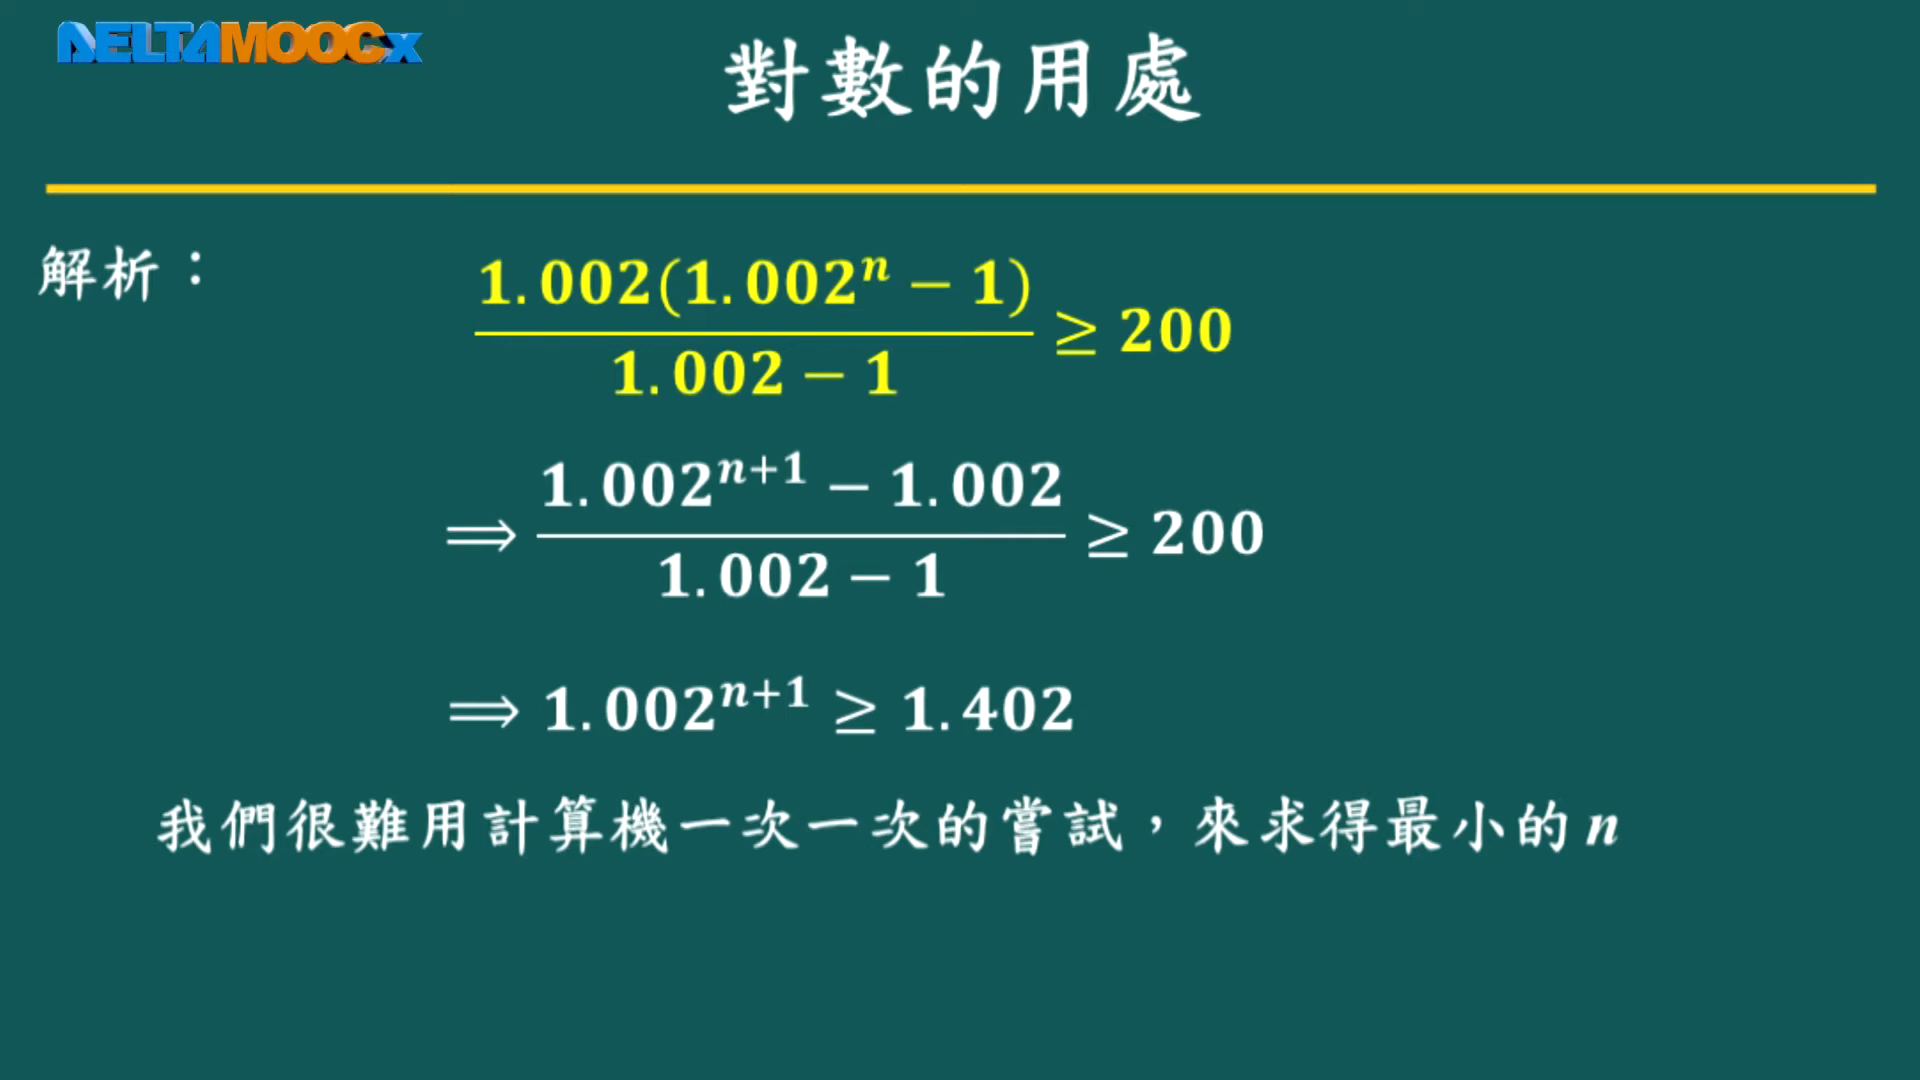 DELTAMOOCx
對數的用處
解析：
1.002(1.002ⁿ − 1) / 1.002 − 1 ≥ 200
⟹ 1.002ⁿ⁺¹ − 1.002 / 1.002 − 1 ≥ 200
⟹ 1.002ⁿ⁺¹ ≥ 1.402
我們很難用計算機一次一次的嘗試，來求得最小的 n